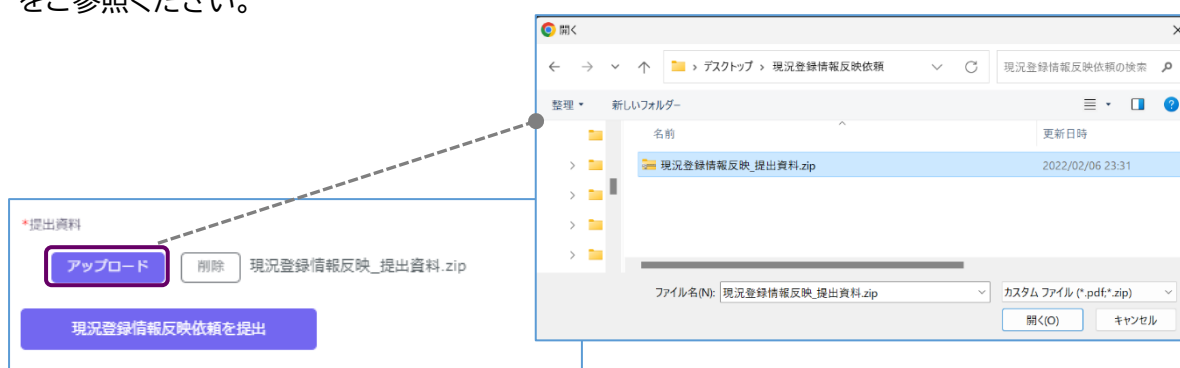 をご参照ください。
開く
デスクトップ › 現況登録情報反映依頼
現況登録情報反映依頼の検索
整理
新しいフォルダー
名前
更新日時
現況登録情報反映_提出資料.zip
2022/02/06 23:31
ファイル名(N):
現況登録情報反映_提出資料.zip
カスタム ファイル (*.pdf;*.zip)
開く(O)
キャンセル
*提出資料
アップロード
削除
現況登録情報反映_提出資料.zip
現況登録情報反映依頼を提出